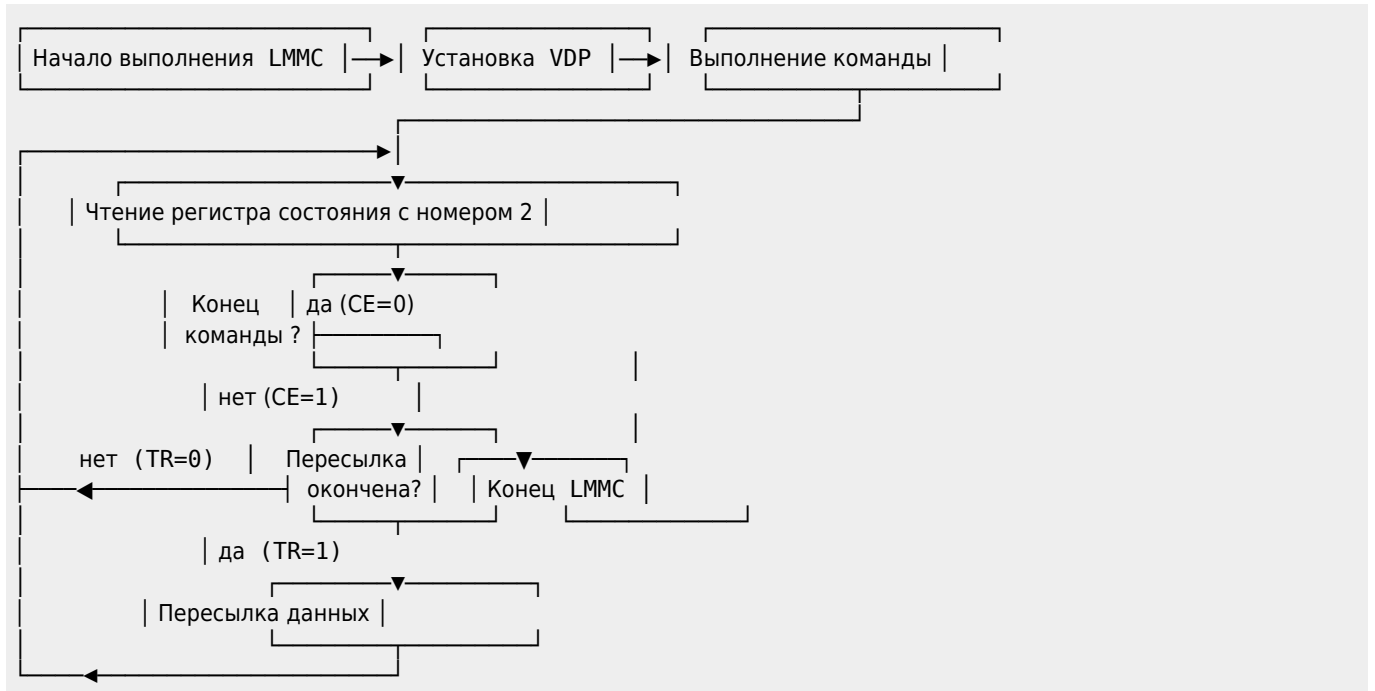 Начало выполнения LMMC Установка VDP Выполнение команды
Чтение регистра состояния с номером 2
Конец да (CE=0)
команды ?
нет (CE=1)
нет (TR=0) Пересылка
окончена? Конец LMMC
да (TR=1)
Пересылка данных